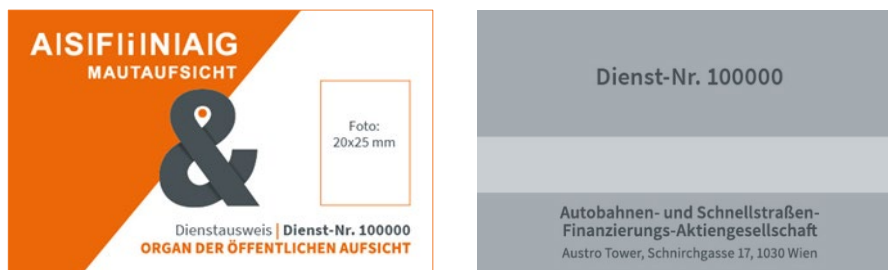 A|S|F|i|N|A|G
MAUTAUFSICHT
&
Foto:
20x25 mm
Dienstausweis | Dienst-Nr. 100000
ORGAN DER ÖFFENTLICHEN AUFSICHT
Dienst-Nr. 100000
Autobahnen- und Schnellstraßen-
Finanzierungs-Aktiengesellschaft
Austro Tower, Schnirchgasse 17, 1030 Wien